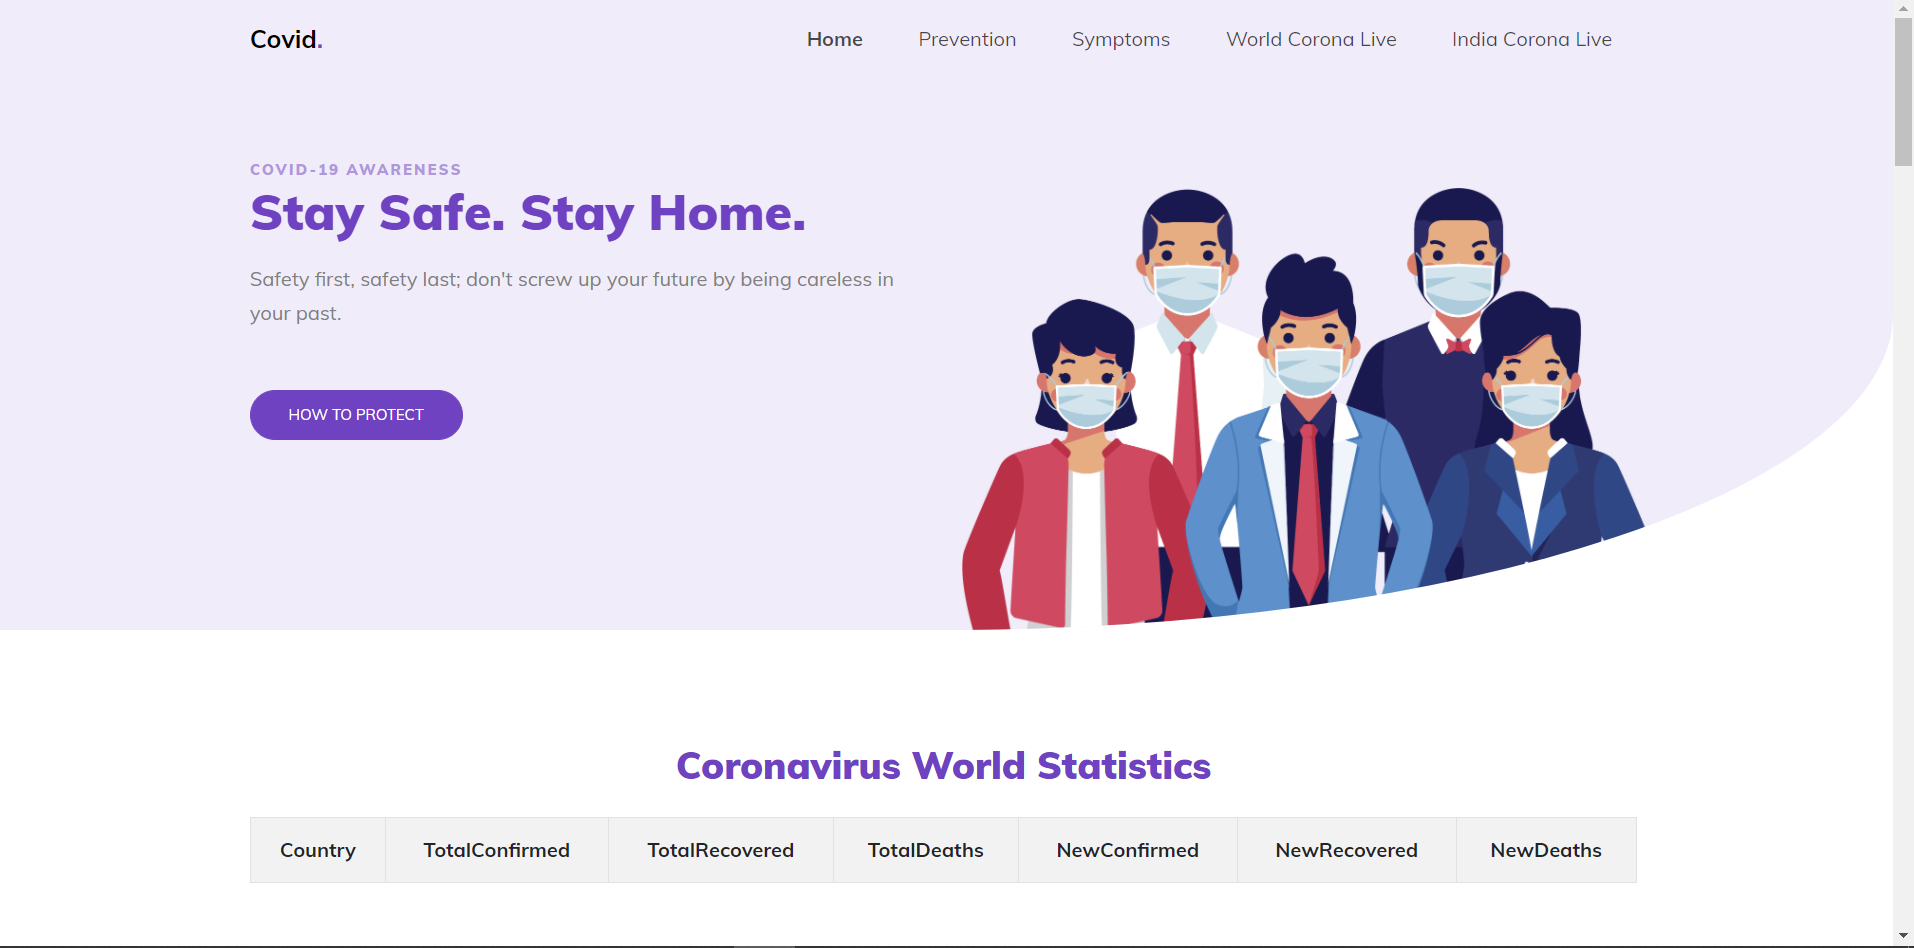 Covid.
Home Prevention Symptoms World Corona Live India Corona Live
COVID-19 AWARENESS
Stay Safe. Stay Home.
Safety first, safety last; don't screw up your future by being careless in
your past.
HOW TO PROTECT
Coronavirus World Statistics
Country TotalConfirmed TotalRecovered TotalDeaths NewConfirmed NewRecovered NewDeaths